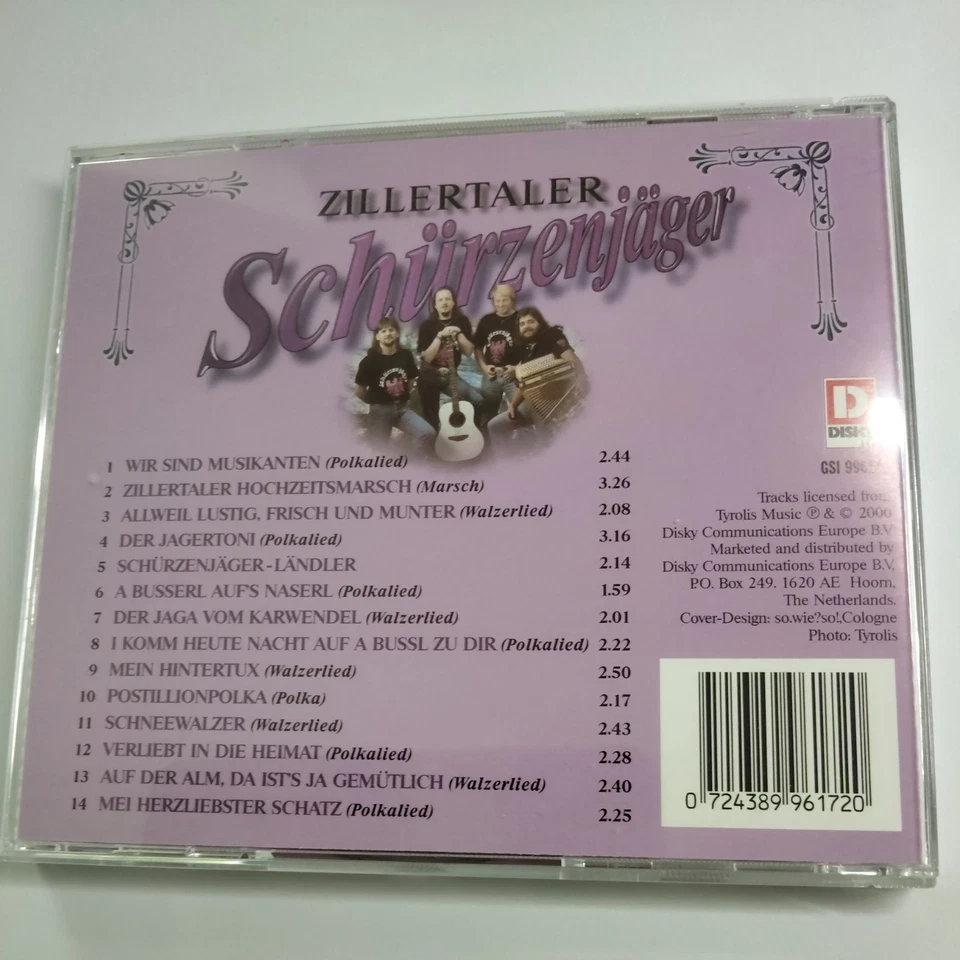 ZILLERTALER
Schürzenjäger
1 WIR SIND MUSIKANTEN (Polkalied) 2.44
2 ZILLERTALER HOCHZEITSMARSCH (Marsch) 3.26
3 ALLWEIL LUSTIG, FRISCH UND MUNTER (Walzerlied) 2.08
4 DER JAGERTONI (Polkalied) 3.16
5 SCHÜRZENJÄGER-LÄNDLER 2.14
6 A BUSSERL AUF'S NASERL (Polkalied) 1.59
7 DER JAGA VOM KARWENDEL (Walzerlied) 2.01
8 I KOMM HEUTE NACHT AUF A BUSSL ZU DIR (Polkalied) 2.22
9 MEIN HINTERTUX (Walzerlied) 2.50
10 POSTILLIONPOLKA (Polka) 2.17
11 SCHNEEWALZER (Walzerlied) 2.43
12 VERLIEBT IN DIE HEIMAT (Polkalied) 2.28
13 AUF DER ALM, DA IST'S JA GEMÜTLICH (Walzerlied) 2.40
14 MEI HERZLIEBSTER SCHATZ (Polkalied) 2.25
D
DISKY
GSI
Tracks licensed from
Tyrolis Music ℗ & © 2000
Disky Communications Europe B.V.
Marketed and distributed by
Disky Communications Europe B.V,
P.O. Box 249. 1620 AE Hoorn,
The Netherlands.
Cover-Design: so.wie?so!,Cologne
Photo: Tyrolis
0 724389 961720